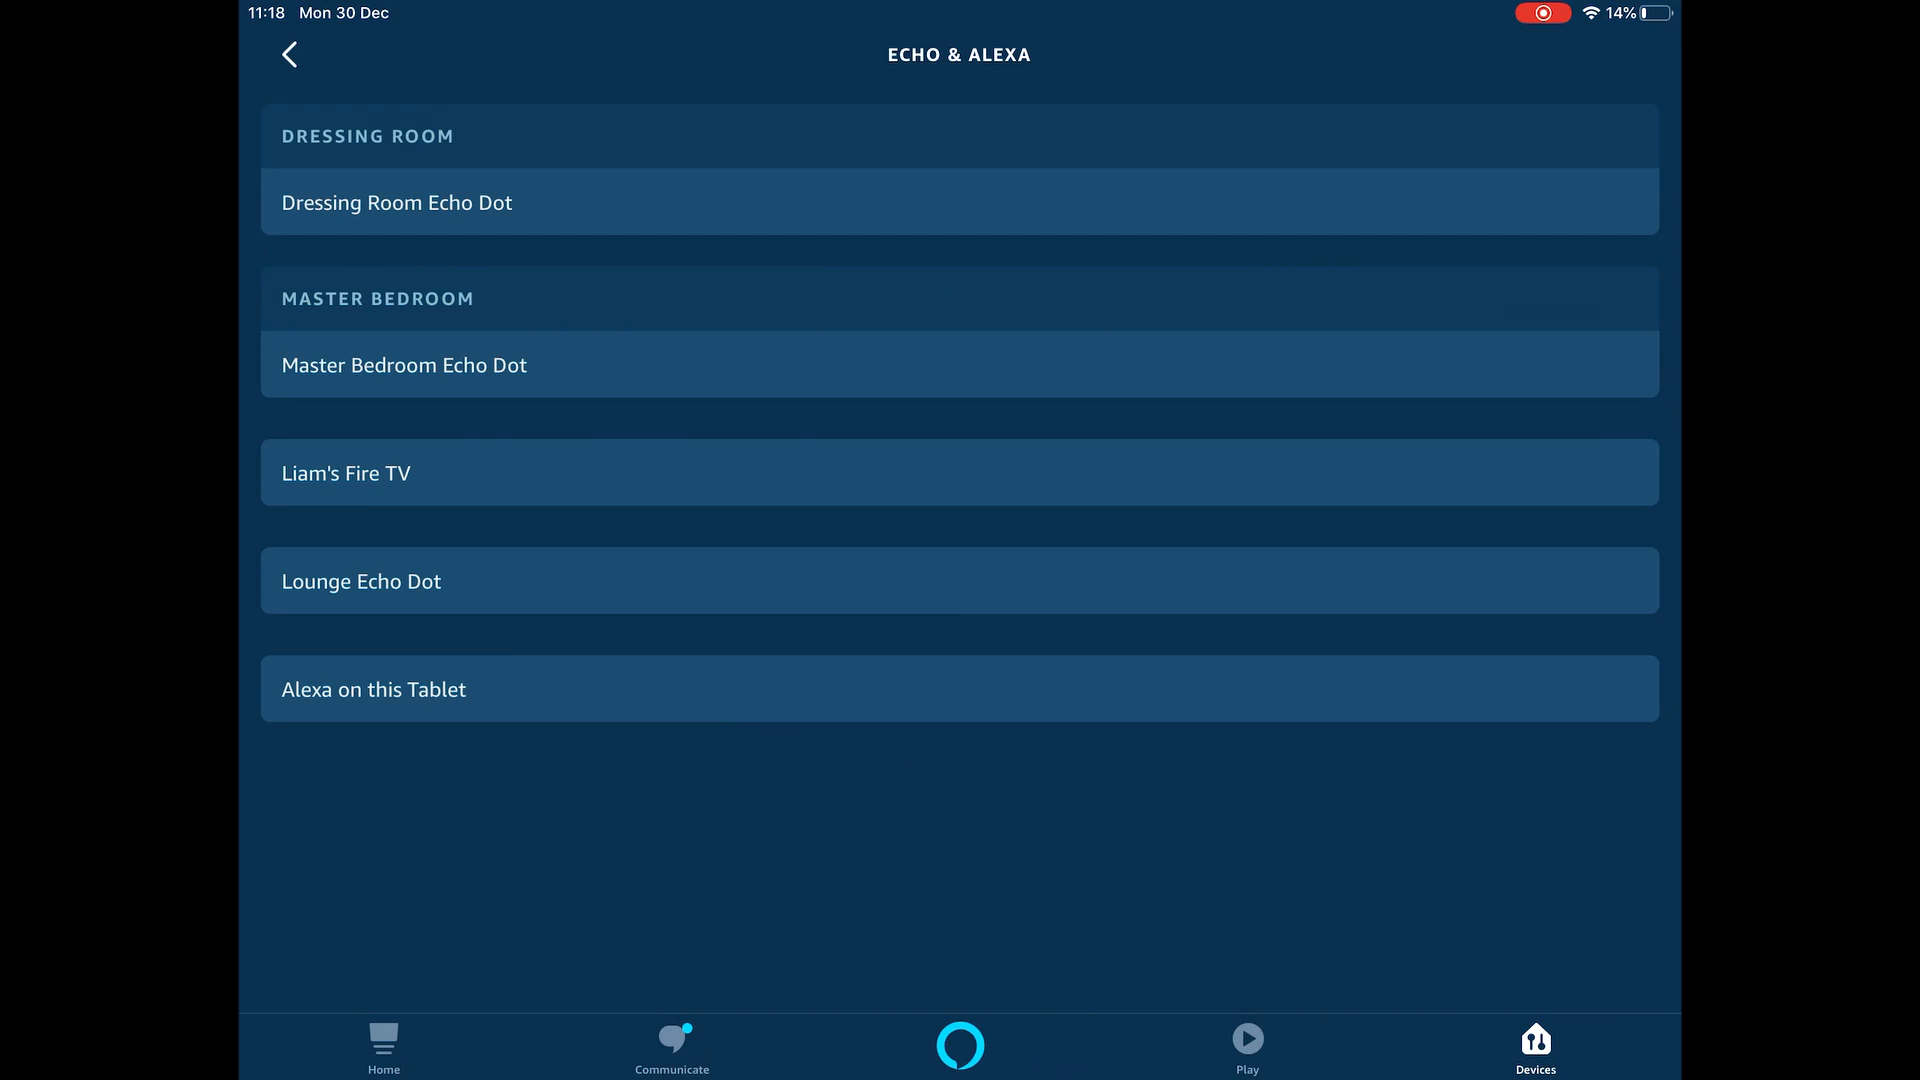 11:18 Mon 30 Dec 14%
ECHO & ALEXA
DRESSING ROOM
Dressing Room Echo Dot
MASTER BEDROOM
Master Bedroom Echo Dot
Liam's Fire TV
Lounge Echo Dot
Alexa on this Tablet
Home Communicate Play Devices